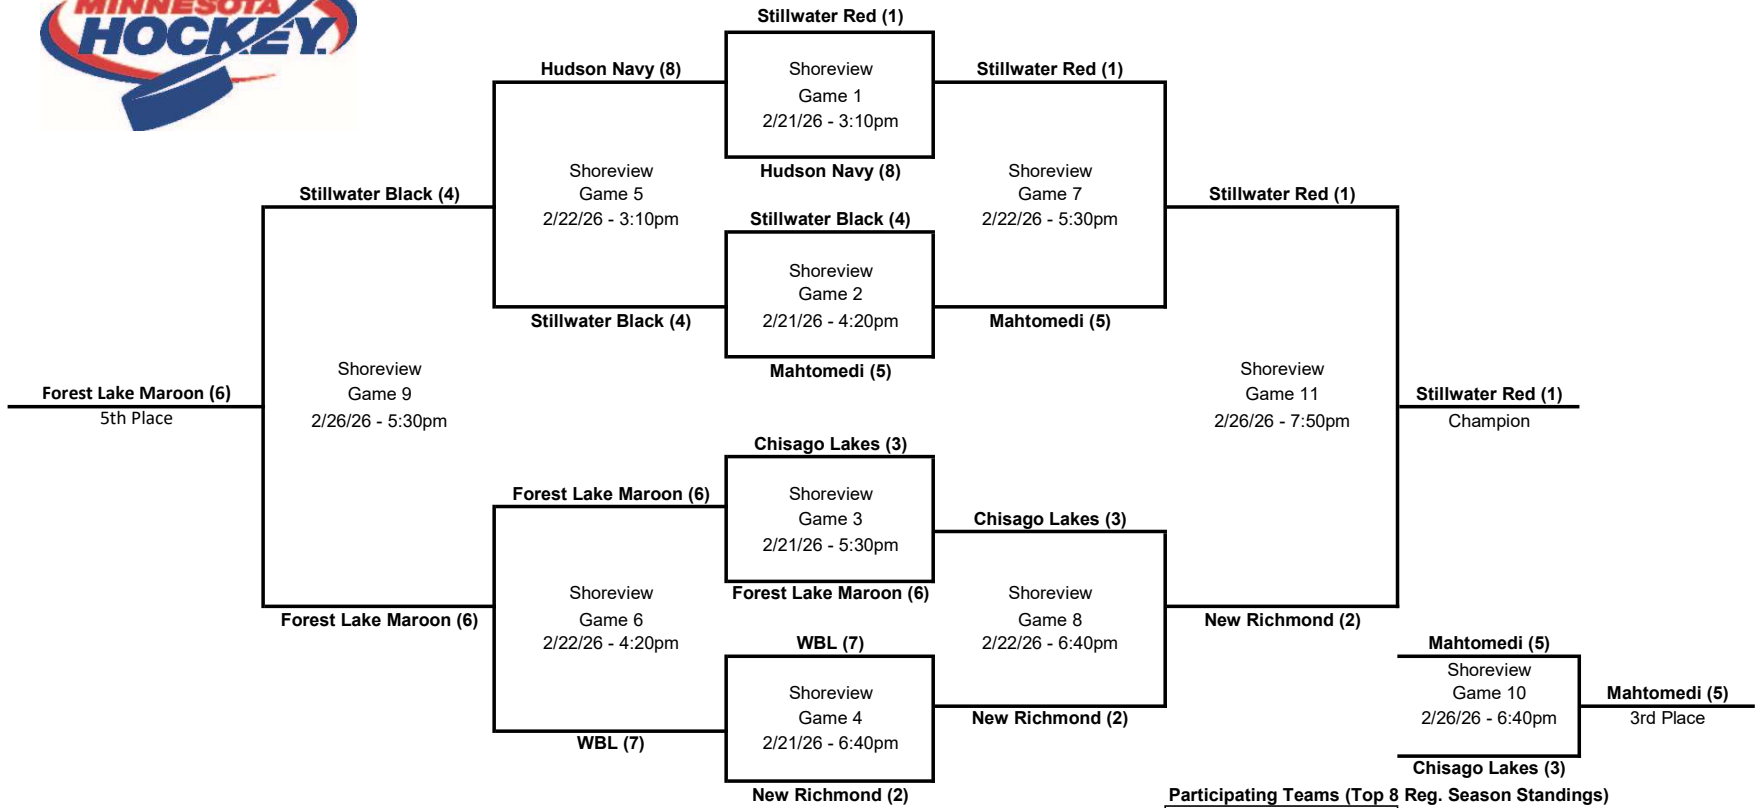 MINNESOTA
HOCKEY.
Stillwater Red (1)
Hudson Navy (8)
Shoreview
Game 1
2/21/26 - 3:10pm
Stillwater Red (1)
Hudson Navy (8)
Stillwater Black (4)
Shoreview
Game 5
2/22/26 - 3:10pm
Shoreview
Game 7
2/22/26 - 5:30pm
Stillwater Red (1)
Stillwater Black (4)
Shoreview
Game 2
2/21/26 - 4:20pm
Stillwater Black (4)
Mahtomedi (5)
Mahtomedi (5)
Forest Lake Maroon (6)
5th Place
Shoreview
Game 9
2/26/26 - 5:30pm
Shoreview
Game 11
2/26/26 - 7:50pm
Stillwater Red (1)
Champion
Chisago Lakes (3)
Forest Lake Maroon (6)
Shoreview
Game 3
2/21/26 - 5:30pm
Chisago Lakes (3)
Forest Lake Maroon (6)
Forest Lake Maroon (6)
Shoreview
Game 6
2/22/26 - 4:20pm
Shoreview
Game 8
2/22/26 - 6:40pm
New Richmond (2)
WBL (7)
Shoreview
Game 4
2/21/26 - 6:40pm
WBL (7)
New Richmond (2)
New Richmond (2)
Mahtomedi (5)
Shoreview
Game 10
2/26/26 - 6:40pm
Mahtomedi (5)
3rd Place
Chisago Lakes (3)
Participating Teams (Top 8 Reg. Season Standings)